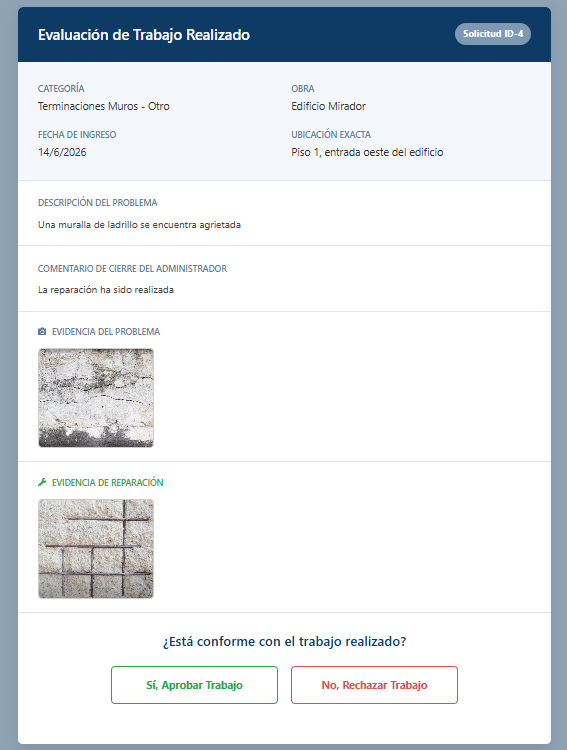 Evaluación de Trabajo Realizado
Solicitud ID-4
CATEGORÍA
Terminaciones Muros - Otro
OBRA
Edificio Mirador
FECHA DE INGRESO
14/6/2026
UBICACIÓN EXACTA
Piso 1, entrada oeste del edificio
DESCRIPCIÓN DEL PROBLEMA
Una muralla de ladrillo se encuentra agrietada
COMENTARIO DE CIERRE DEL ADMINISTRADOR
La reparación ha sido realizada
EVIDENCIA DEL PROBLEMA
EVIDENCIA DE REPARACIÓN
¿Está conforme con el trabajo realizado?
Sí, Aprobar Trabajo
No, Rechazar Trabajo